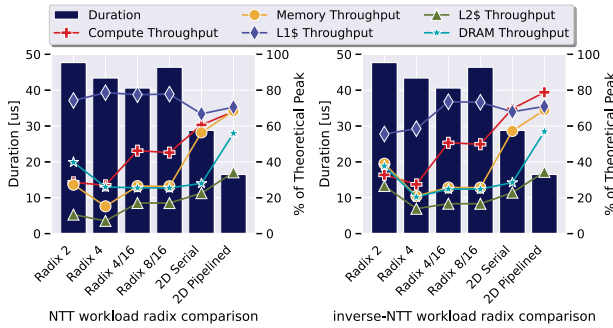 Duration
Memory Throughput
L2$ Throughput
Compute Throughput
L1$ Throughput
DRAM Throughput
Duration [us]
50
40
30
20
10
0
100
80
60
40
20
0
% of Theoretical Peak
Radix 2
Radix 4
Radix 4/16
Radix 8/16
2D Serial
2D Pipelined
NTT workload radix comparison
Duration [us]
50
40
30
20
10
0
100
80
60
40
20
0
% of Theoretical Peak
Radix 2
Radix 4
Radix 4/16
Radix 8/16
2D Serial
2D Pipelined
inverse-NTT workload radix comparison